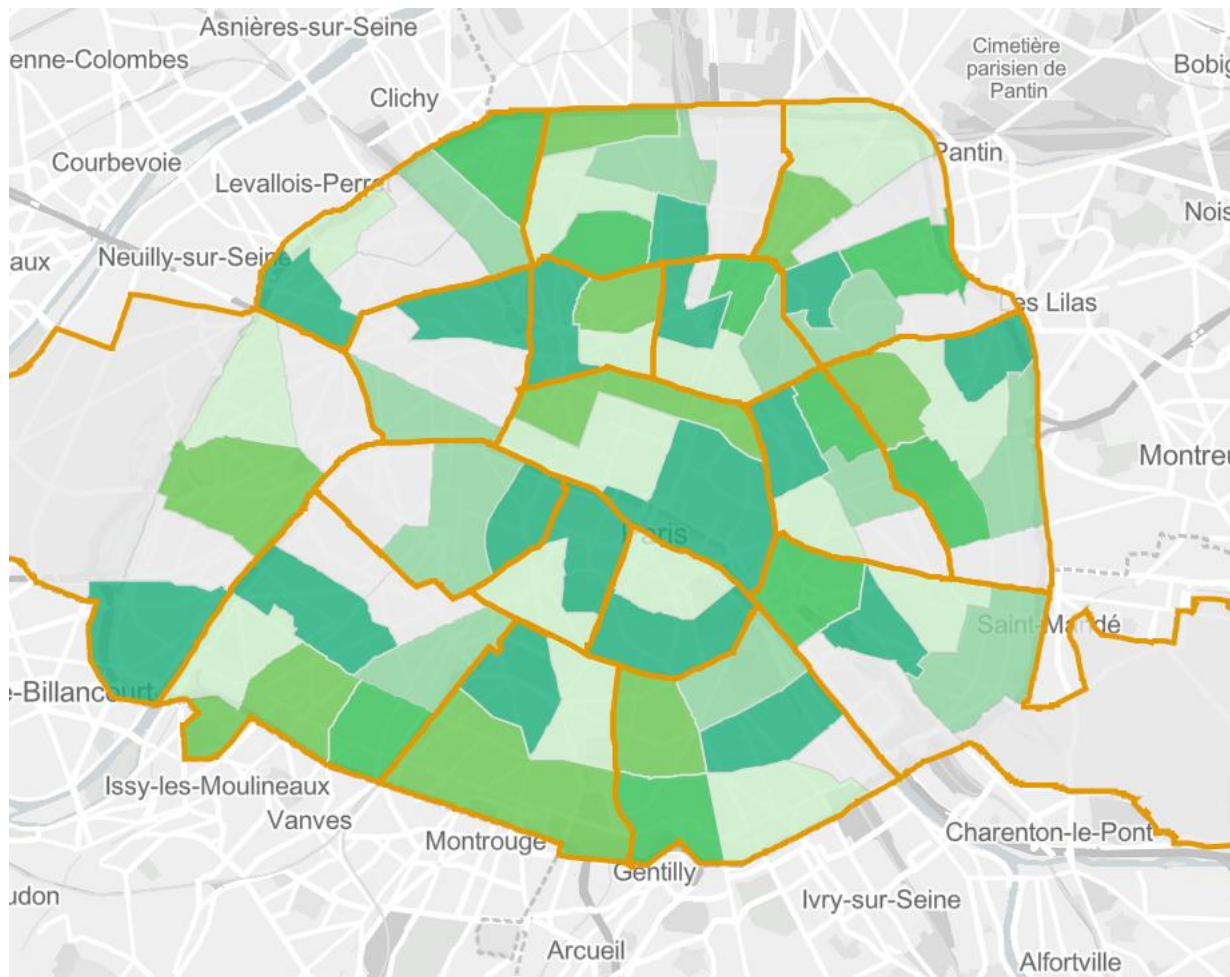 Asnières-sur-Seine
enne-Colombes
Cimetière
parisien de
Pantin
Bobig
Clichy
Courbevoie
Pantin
Levallois-Perret
Nois
aux
Neuilly-sur-Seine
Les Lilas
Montreu
Paris
Saint-Mandé
e-Billancourt
Issy-les-Moulineaux
Vanves
Montrouge
Charenton-le-Pont
Gentilly
udon
Ivry-sur-Seine
Arcueil
Alfortville